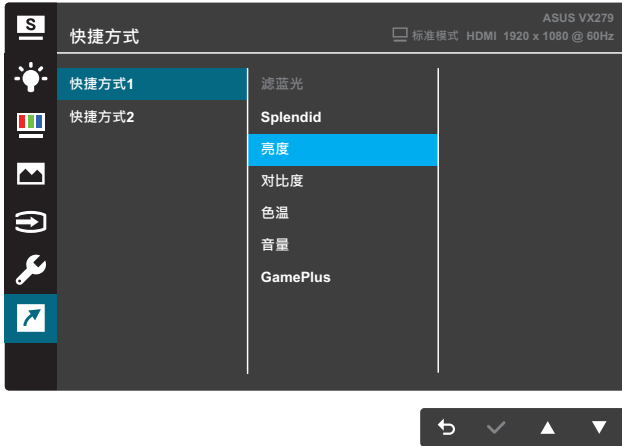 S
ASUS VX279
快捷方式
标准模式 HDMI 1920 x 1080 @ 60Hz
快捷方式1
快捷方式2
滤蓝光
Splendid
亮度
对比度
色温
音量
GamePlus